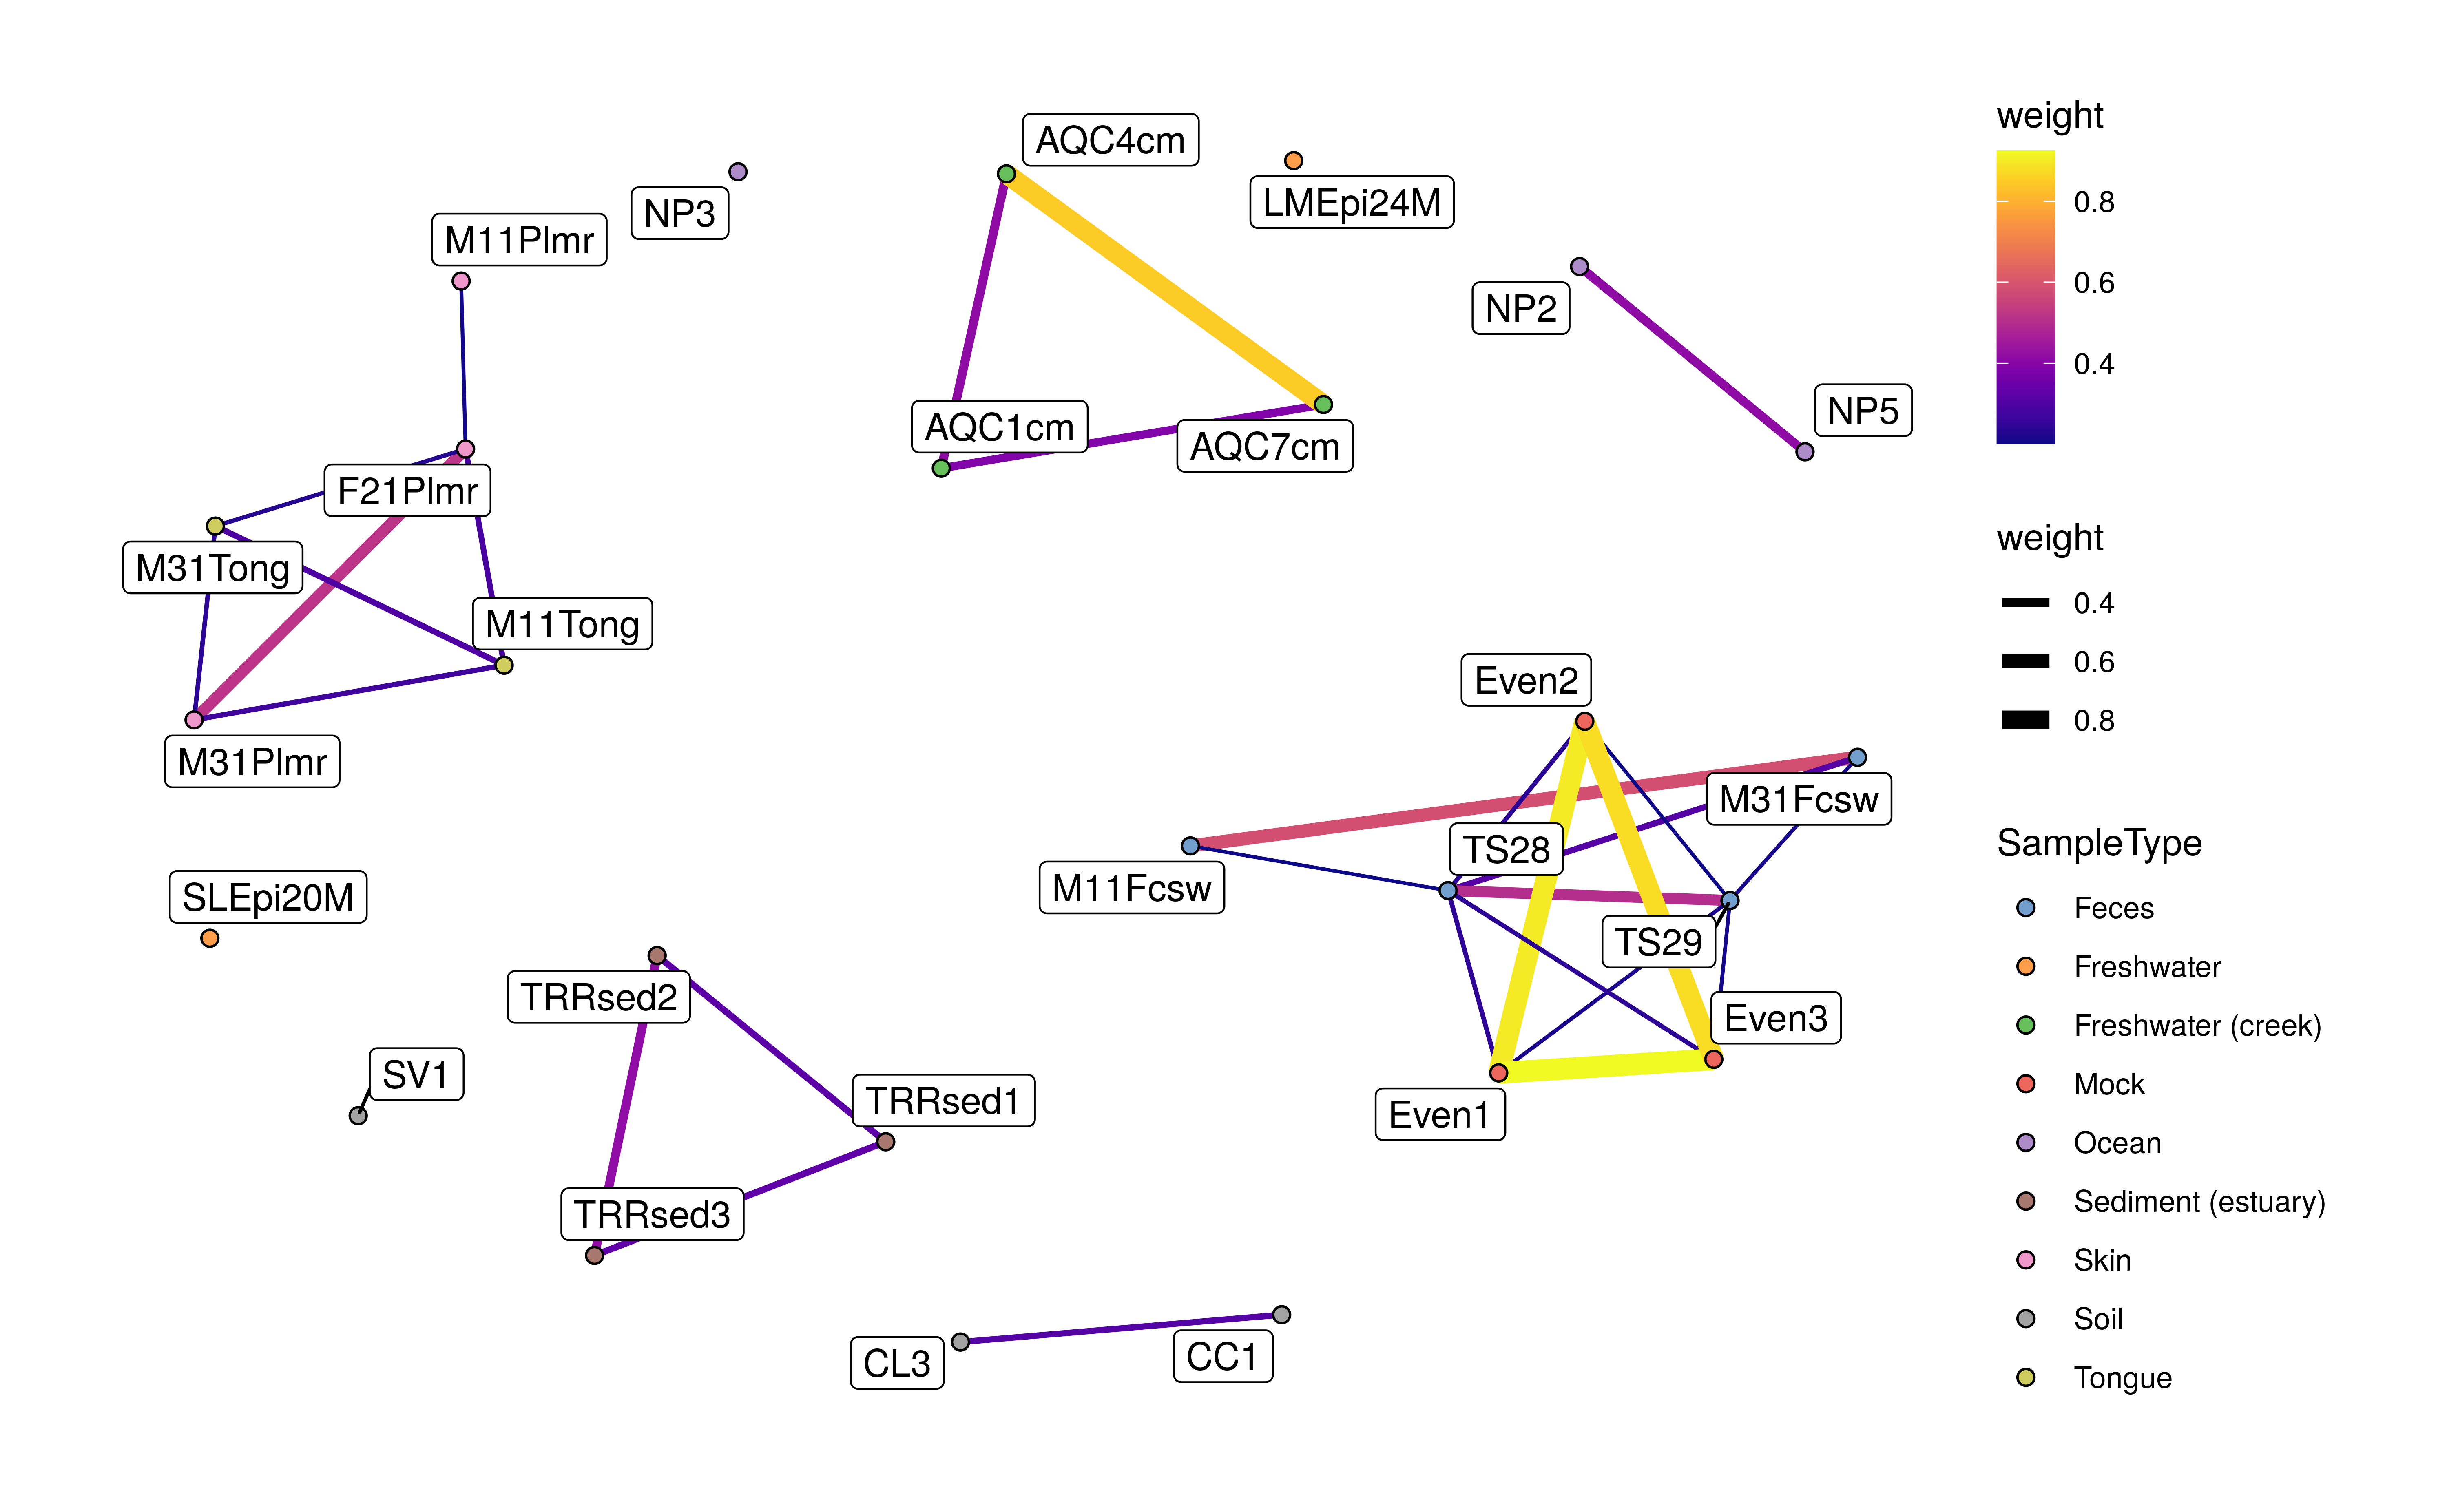 AQC4cm
LMEpi24M
NP3
M11Plmr
NP2
NP5
AQC1cm
AQC7cm
F21Plmr
M31Tong
M11Tong
M31Plmr
Even2
M31Fcsw
TS28
M11Fcsw
SLEpi20M
TS29
TRRsed2
Even3
SV1
TRRsed1
Even1
TRRsed3
CL3
CC1
weight
0.8
0.6
0.4
weight
0.4
0.6
0.8
SampleType
Feces
Freshwater
Freshwater (creek)
Mock
Ocean
Sediment (estuary)
Skin
Soil
Tongue